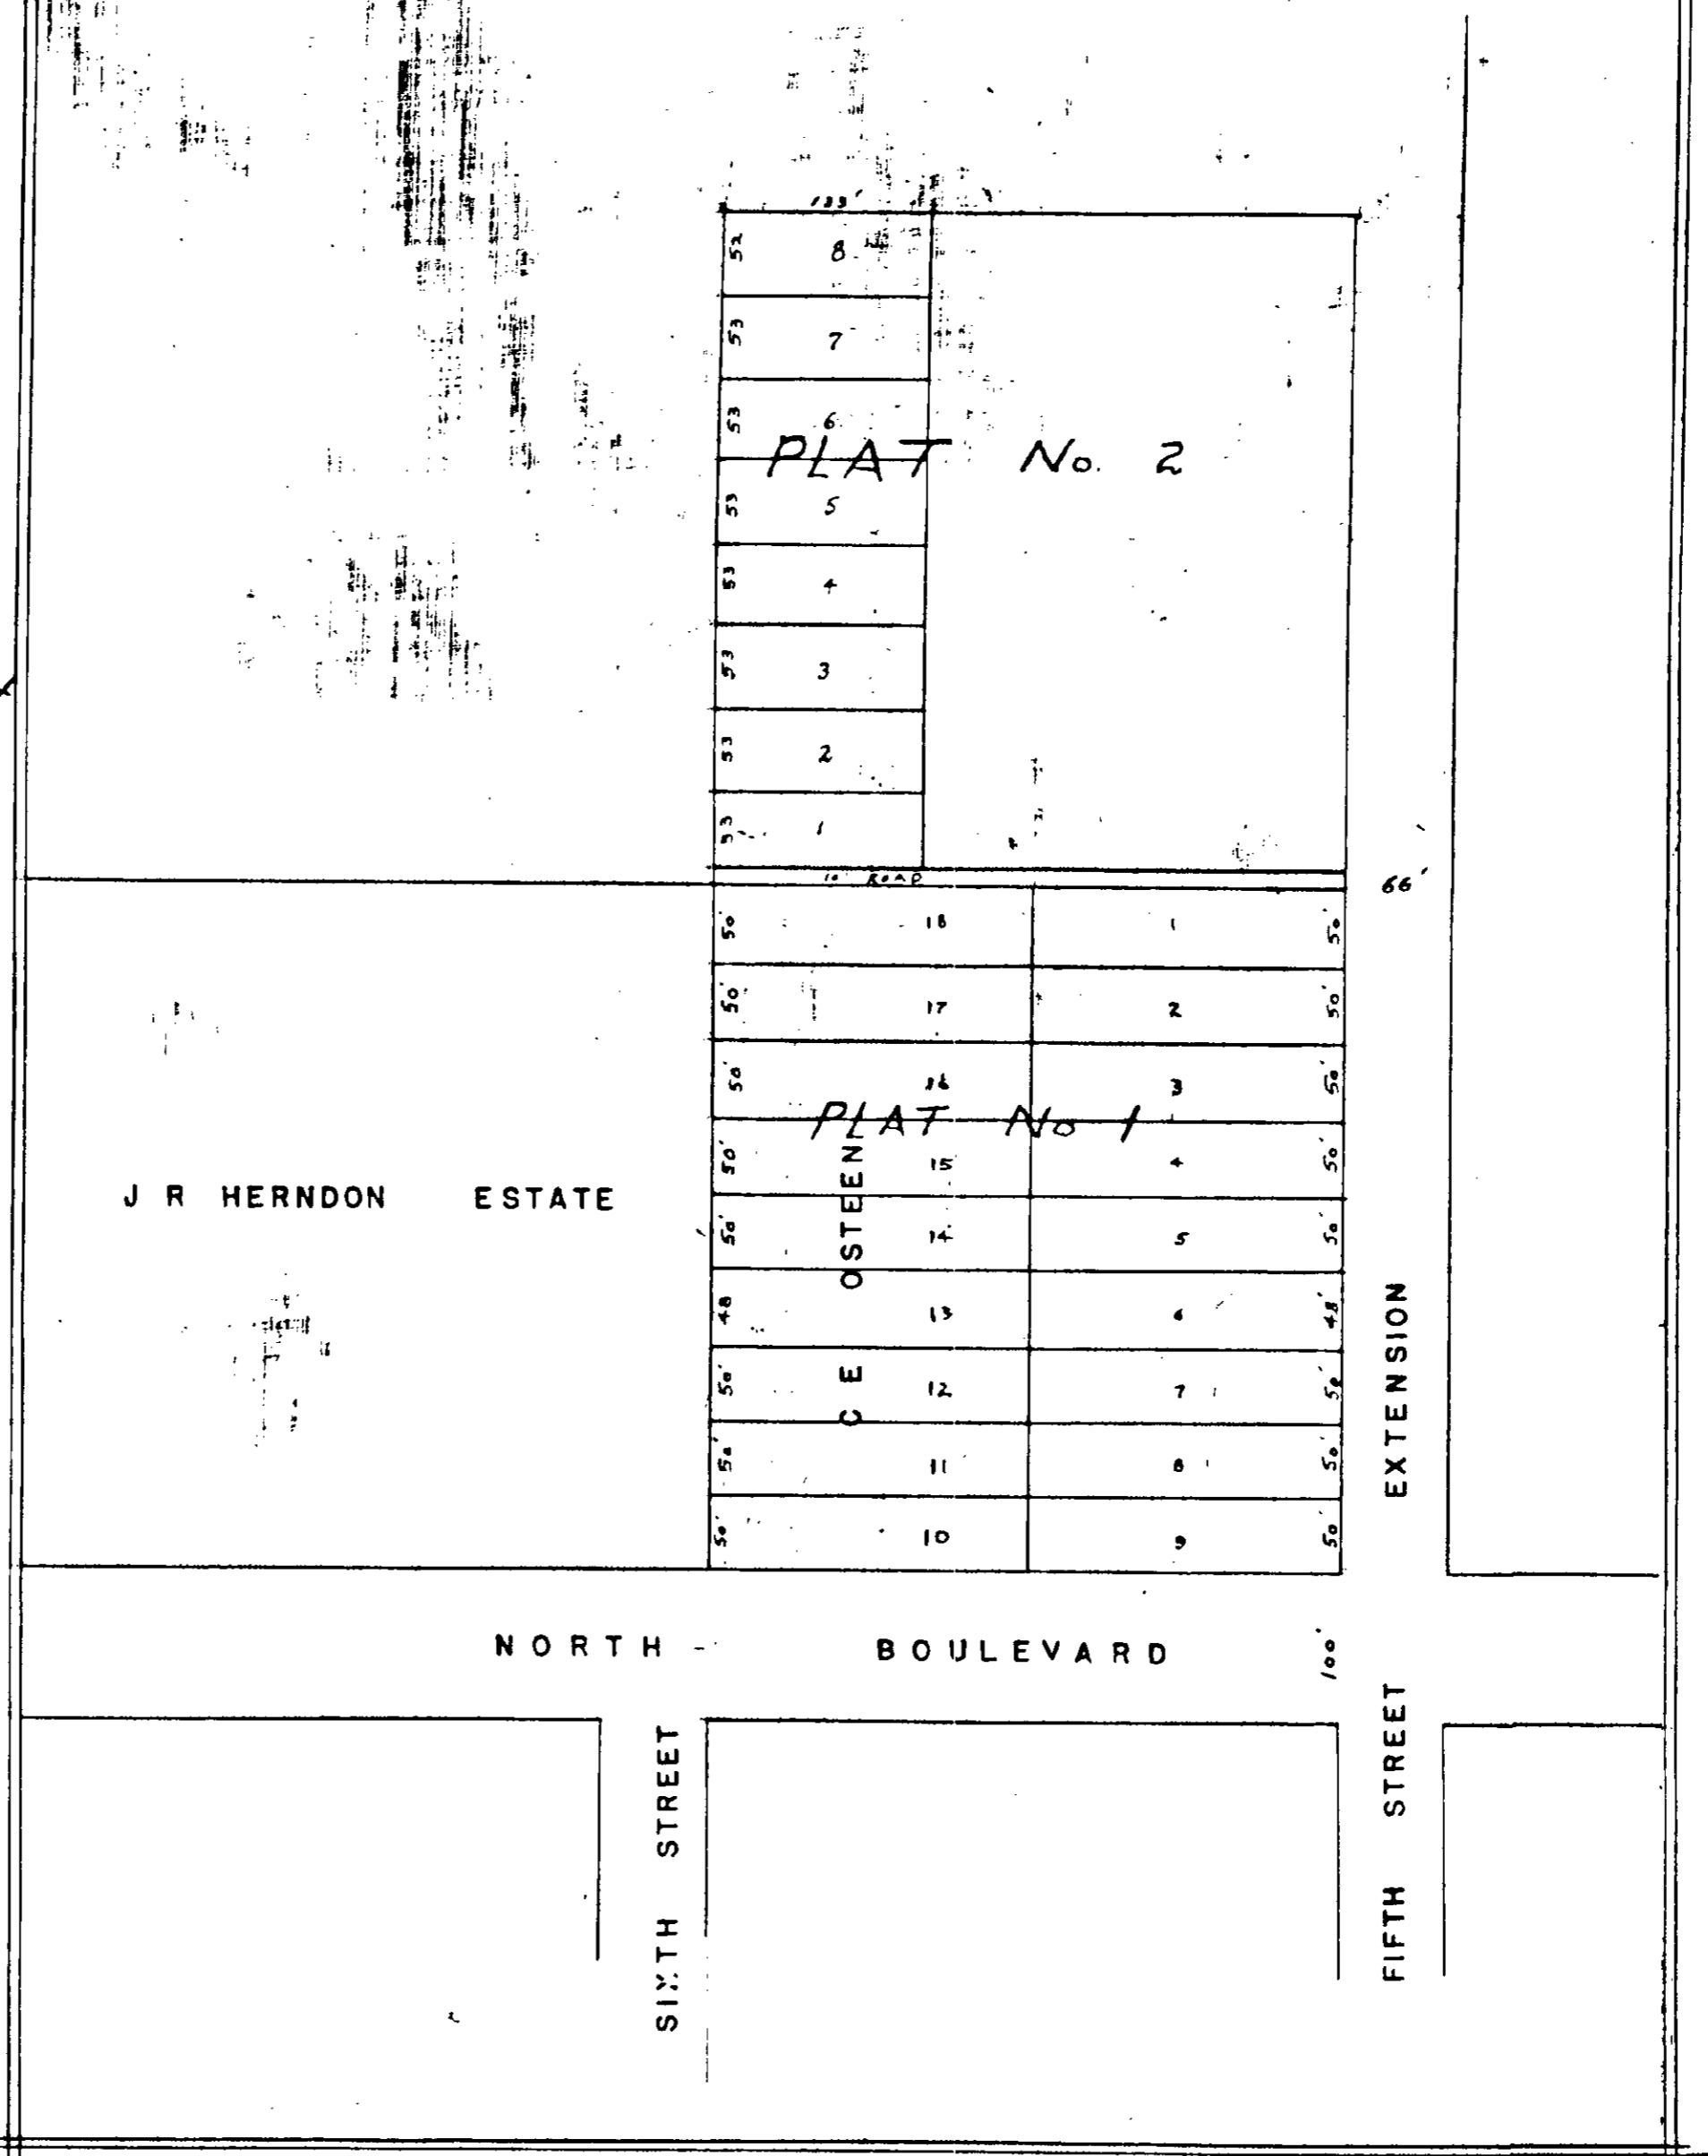 133'
52 8
53 7
53 6
PLAT No. 2
53 5
53 4
53 3
53 2
53 1
10' ROAD
66'
50' 18 1 50'
50' 17 2 50'
50' 16 3 50'
PLAT No 1
50' 15 4 50'
J R HERNDON ESTATE
C E OSTEEN
50' 14 5 50'
48 13 6 48'
50' 12 7 50'
50' 11 8 50'
50' 10 9 50'
EXTENSION
NORTH - BOULEVARD
100'
SIXTH STREET
FIFTH STREET